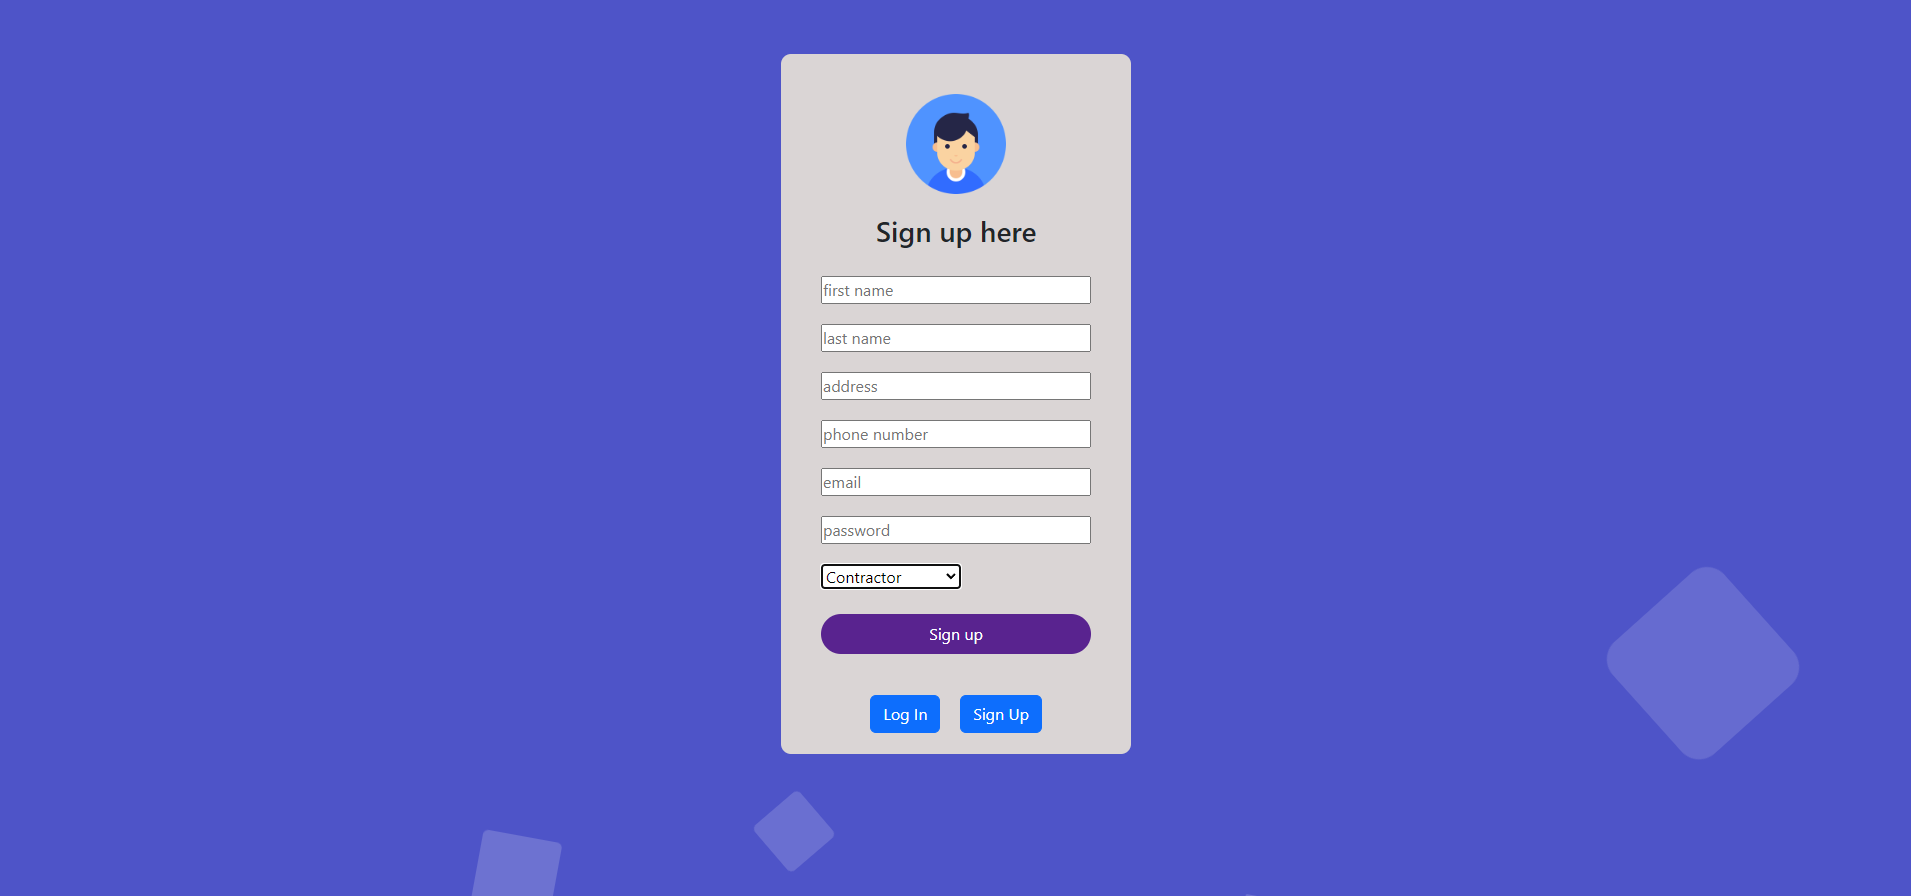 Sign up here
first name
last name
address
phone number
email
password
Contractor
Sign up
Log In
Sign Up